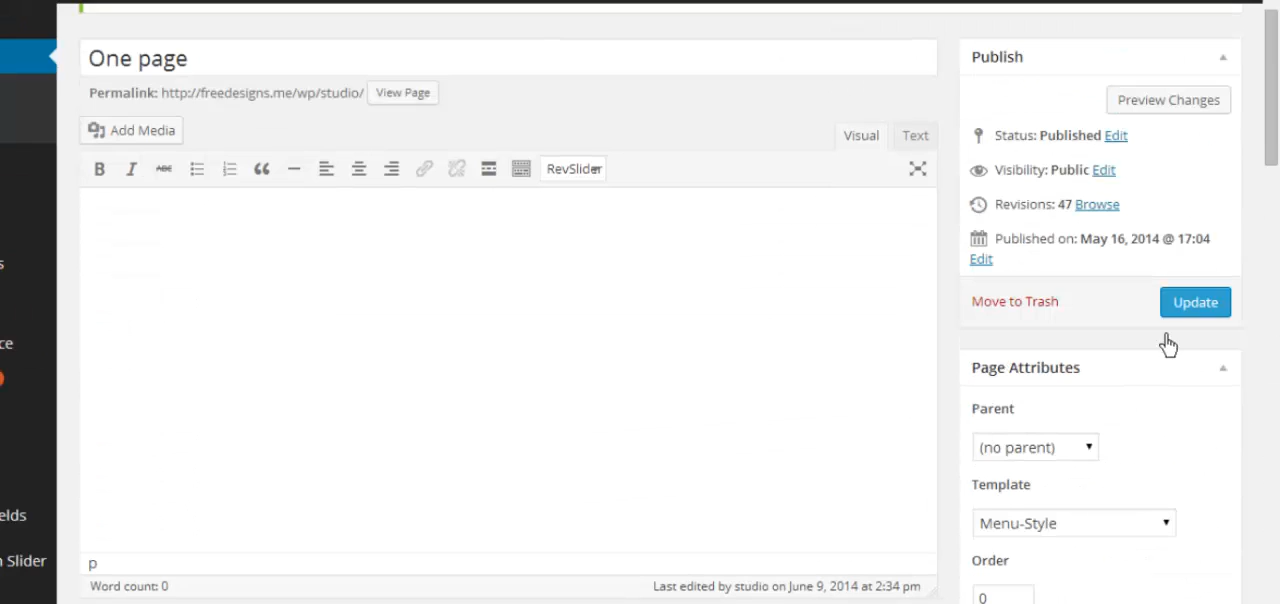 One page
Permalink: http://freedesigns.me/wp/studio/ View Page
Add Media
Visual Text
B I ABC RevSlider
p
Word count: 0 Last edited by studio on June 9, 2014 at 2:34 pm
Publish
Preview Changes
Status: Published Edit
Visibility: Public Edit
Revisions: 47 Browse
Published on: May 16, 2014 @ 17:04
Edit
Move to Trash Update
Page Attributes
Parent
(no parent)
Template
Menu-Style
Order
0
s
ce
elds
n Slider